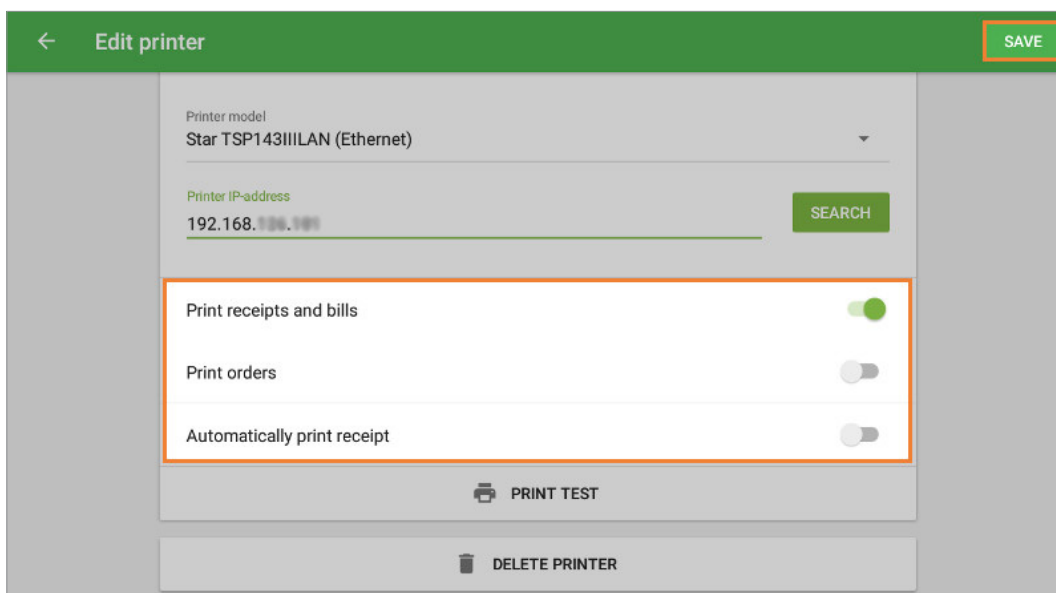 Edit printer
SAVE
Printer model
Star TSP143IIILAN (Ethernet)
Printer IP-address
192.168.
SEARCH
Print receipts and bills
Print orders
Automatically print receipt
PRINT TEST
DELETE PRINTER